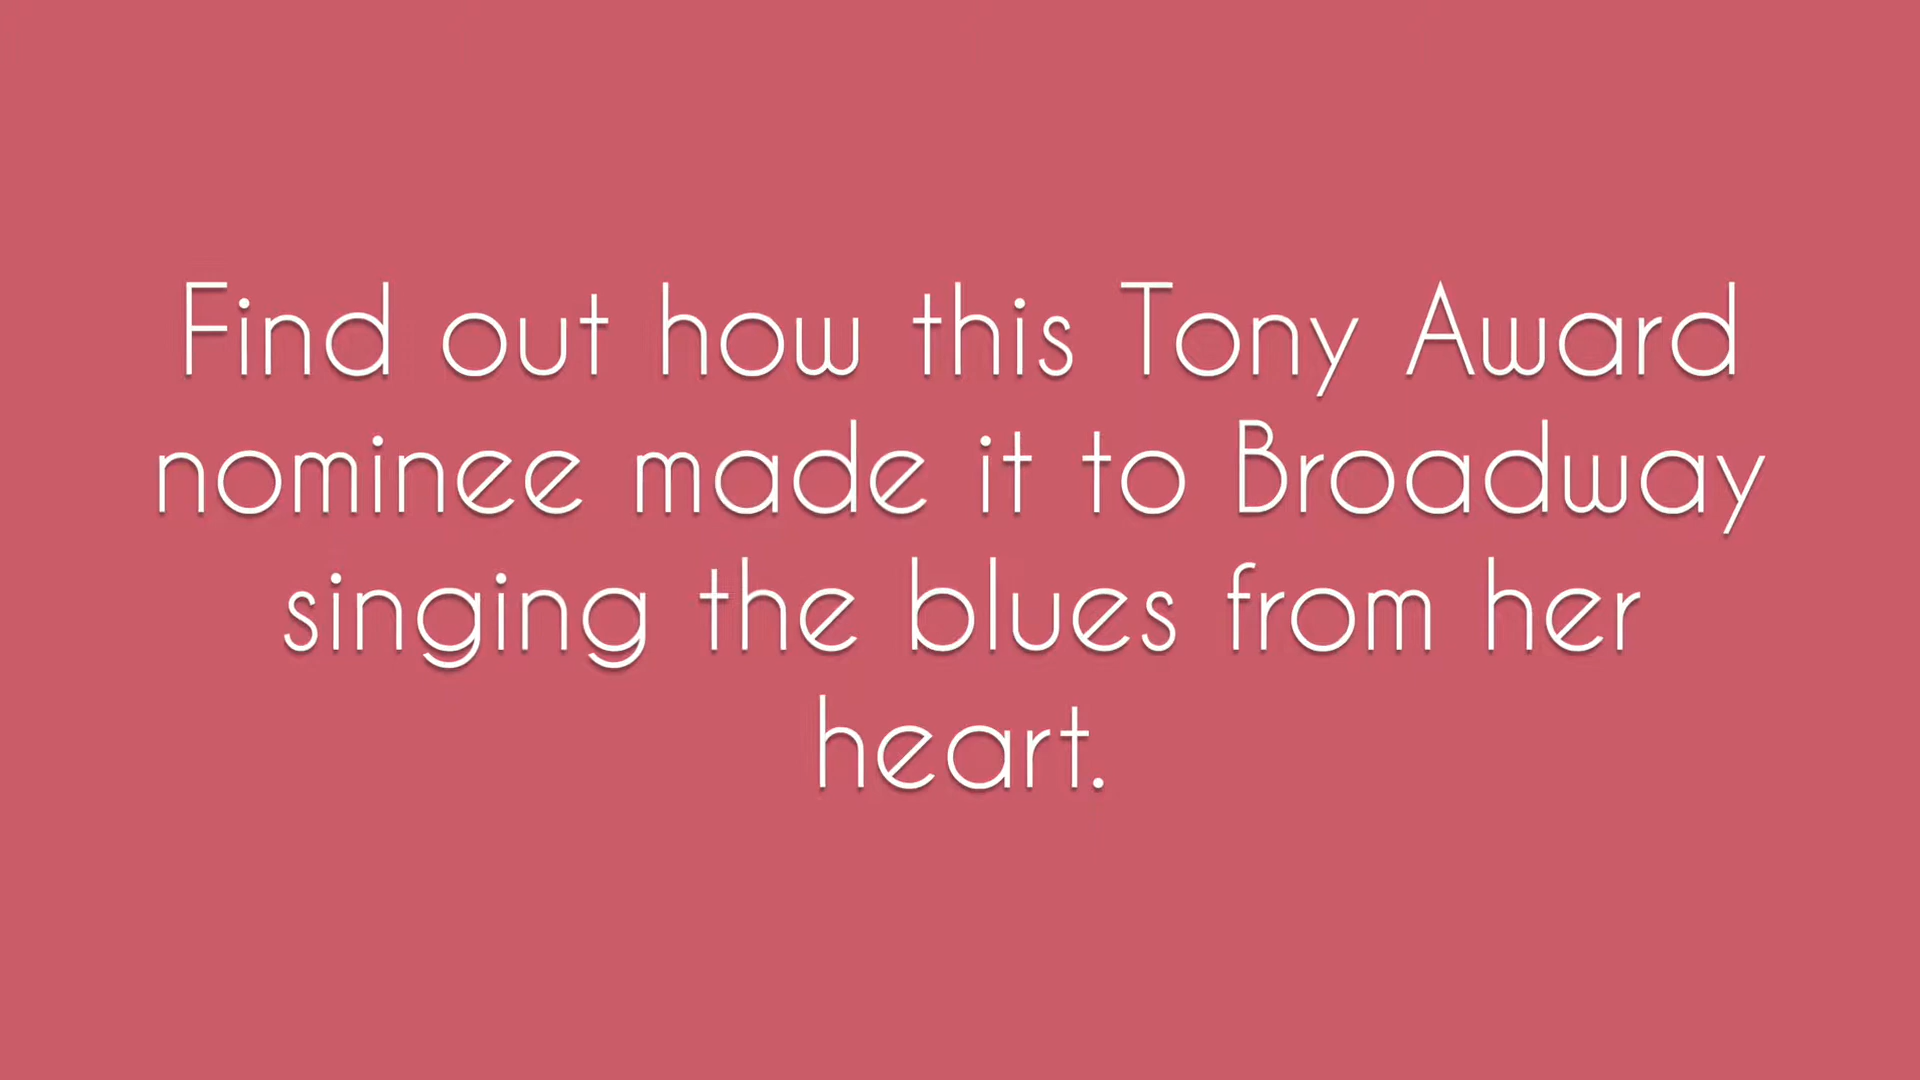 Find out how this Tony Award
nominee made it to Broadway
singing the blues from her
heart.